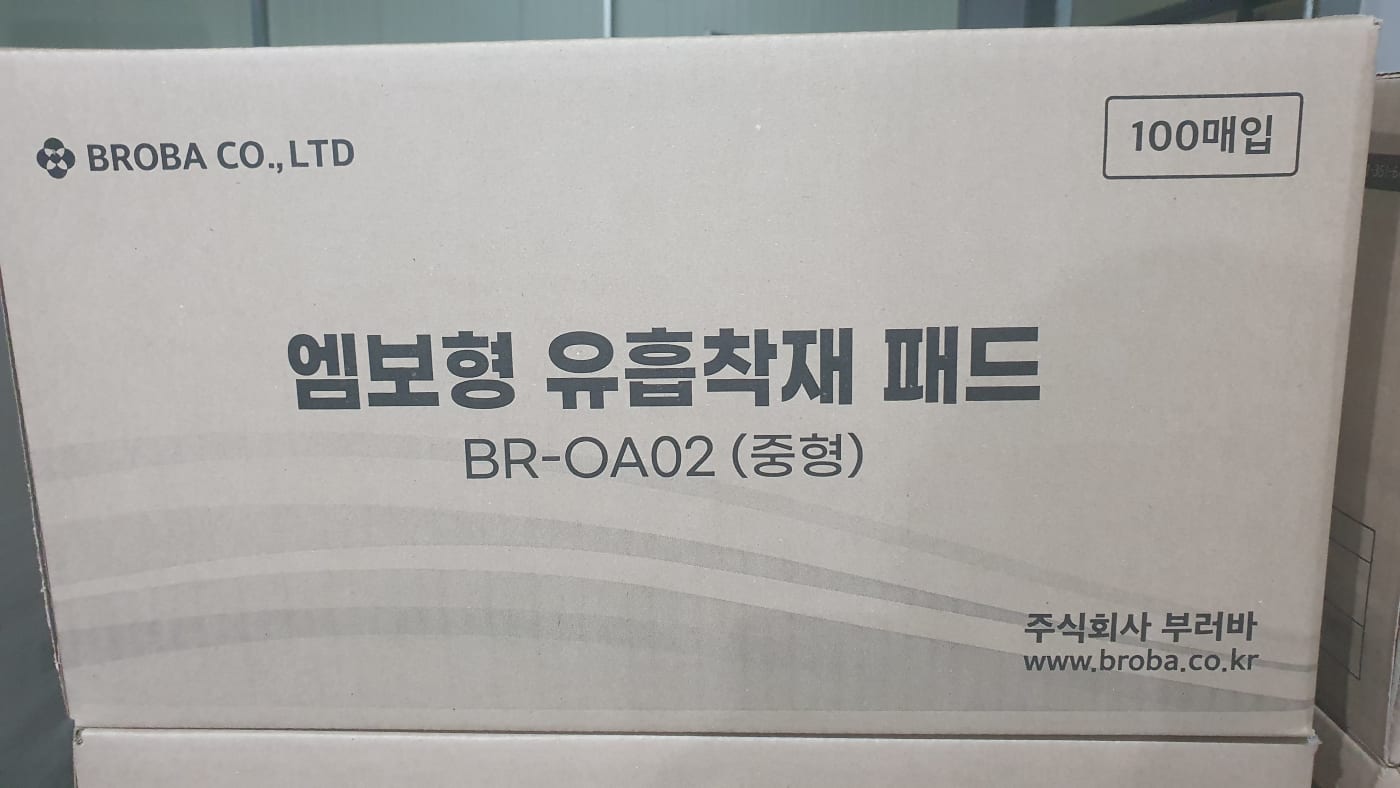 BROBA CO.,LTD
100매입
엠보형 유흡착재 패드
BR-OA02 (중형)
주식회사 부러바
www.broba.co.kr